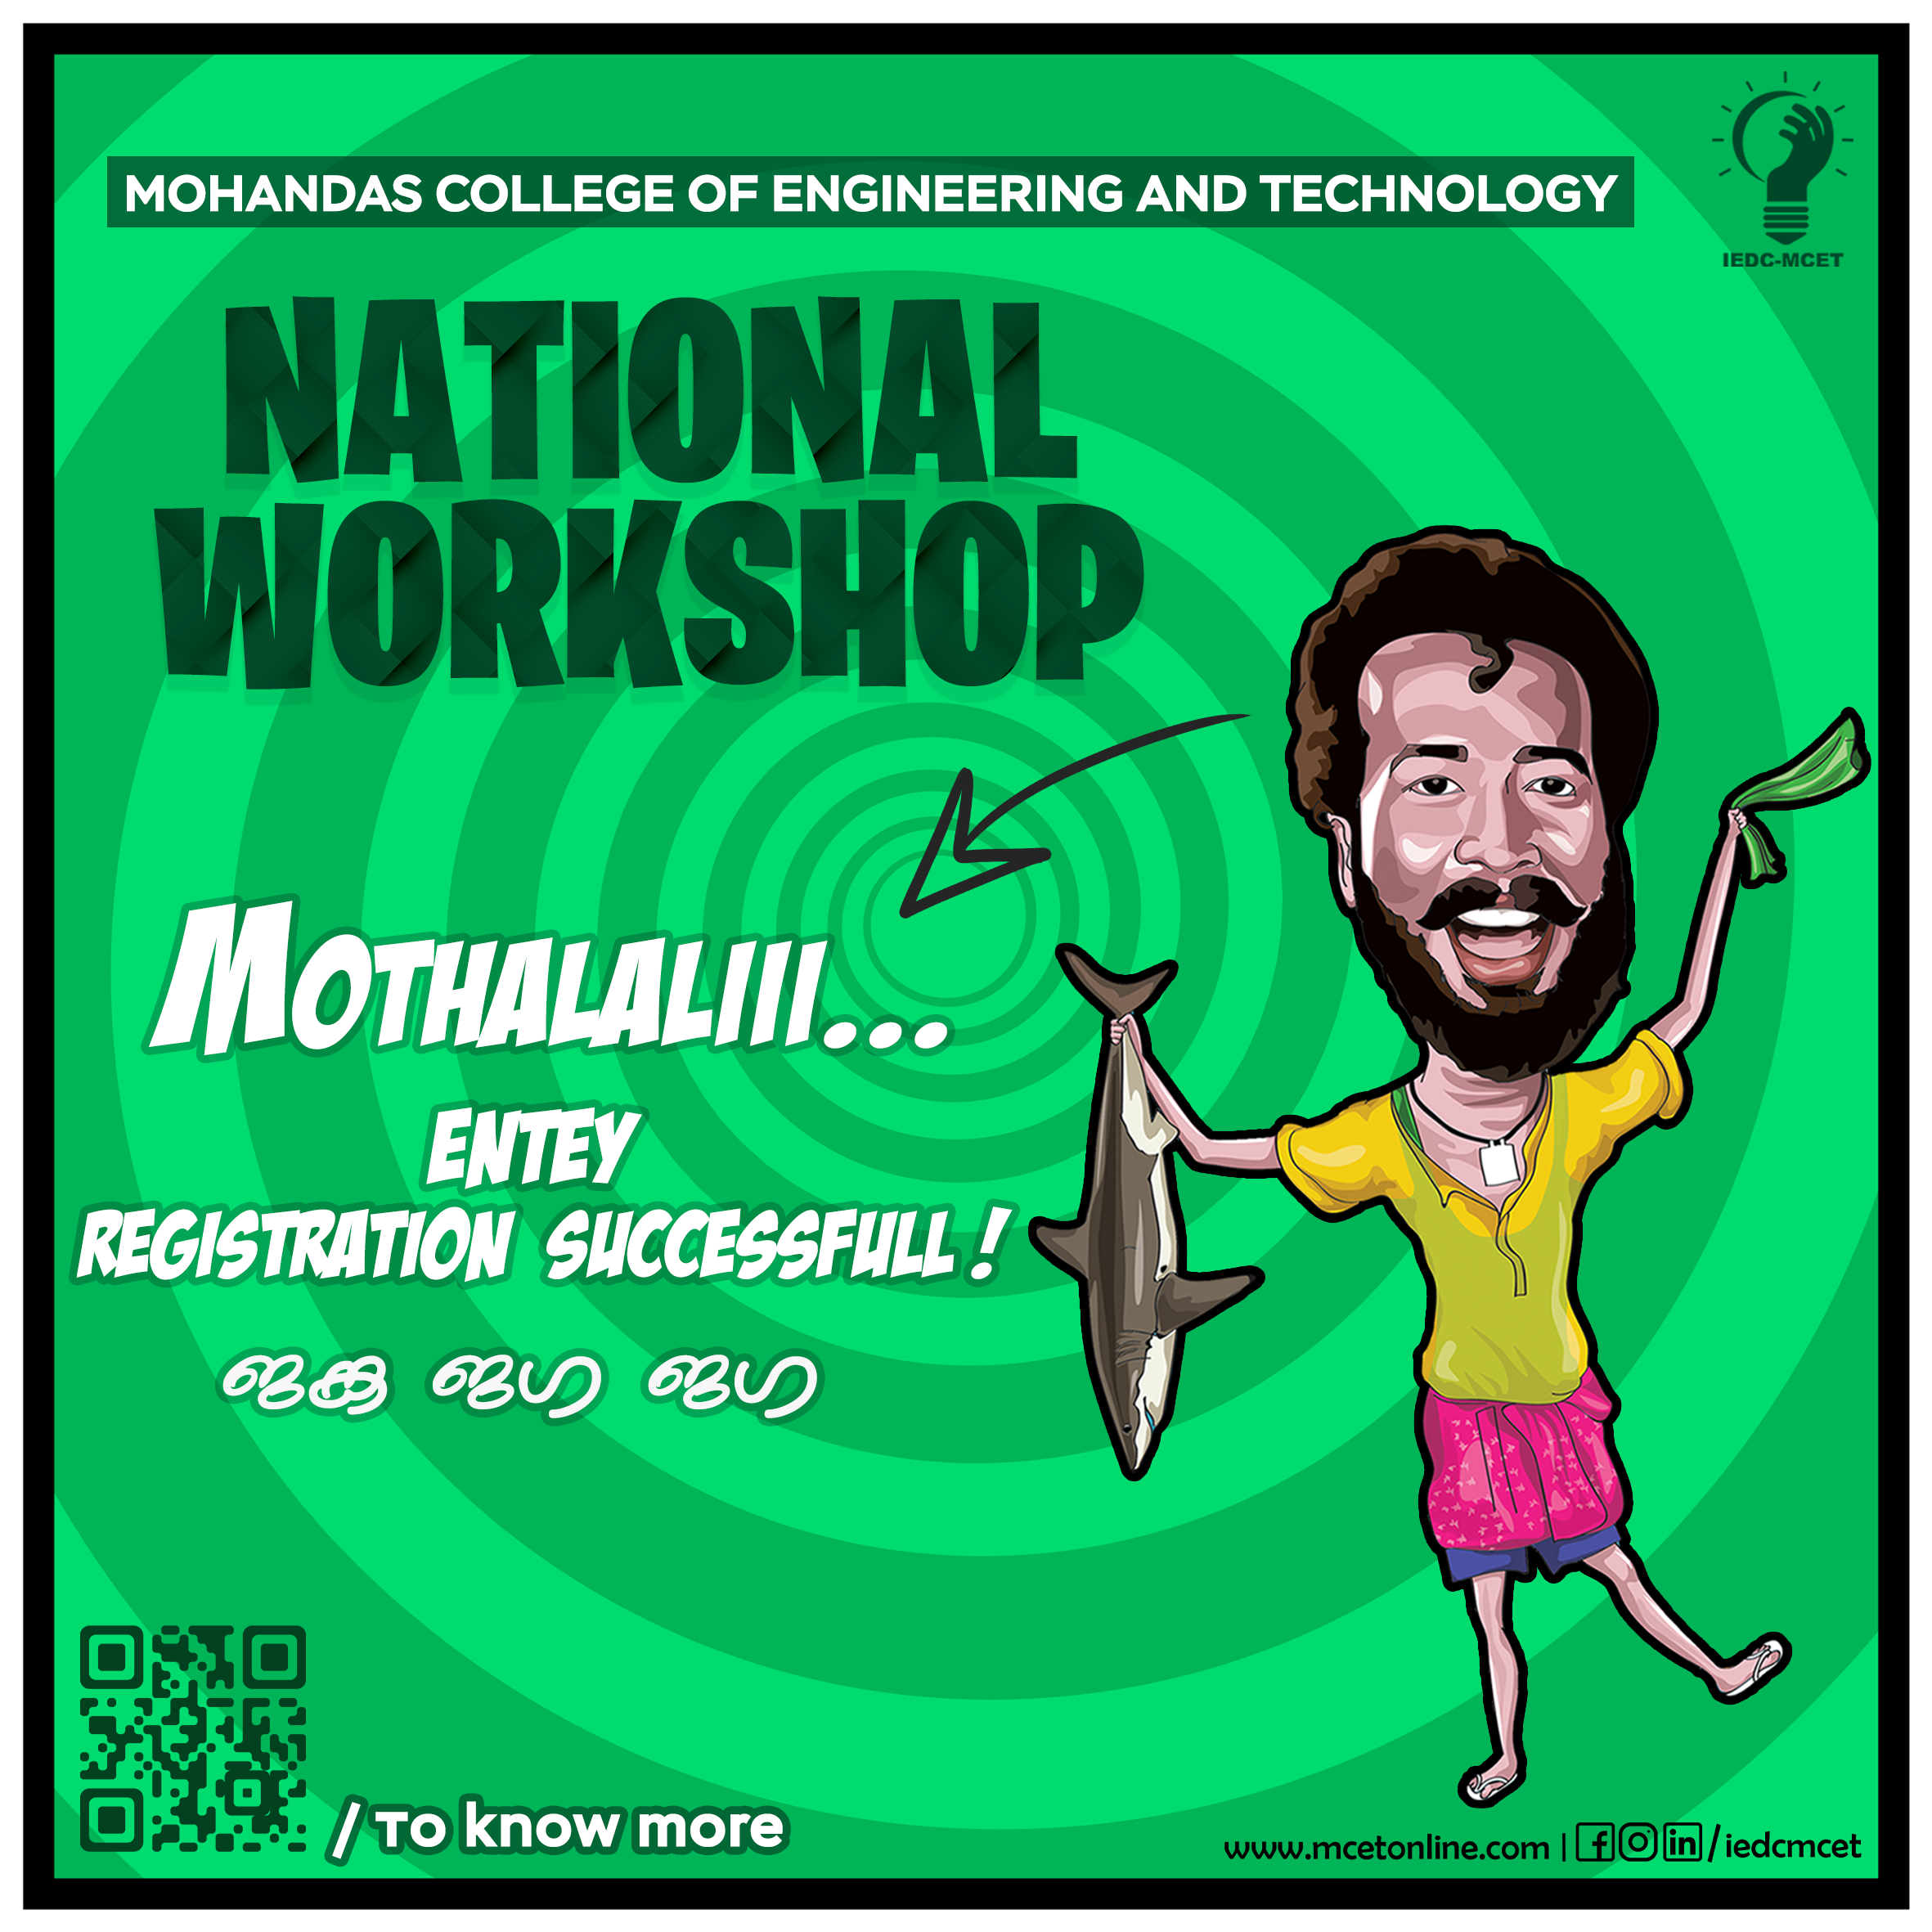 MOHANDAS COLLEGE OF ENGINEERING AND TECHNOLOGY
IEDC-MCET
NATIONAL
WORKSHOP
MOTHALALIII...
ENTEY
REGISTRATION SUCCESSFULL!
ജക ജഗ ജഗ
/ To know more
www.mcetonline.com | /iedcmcet